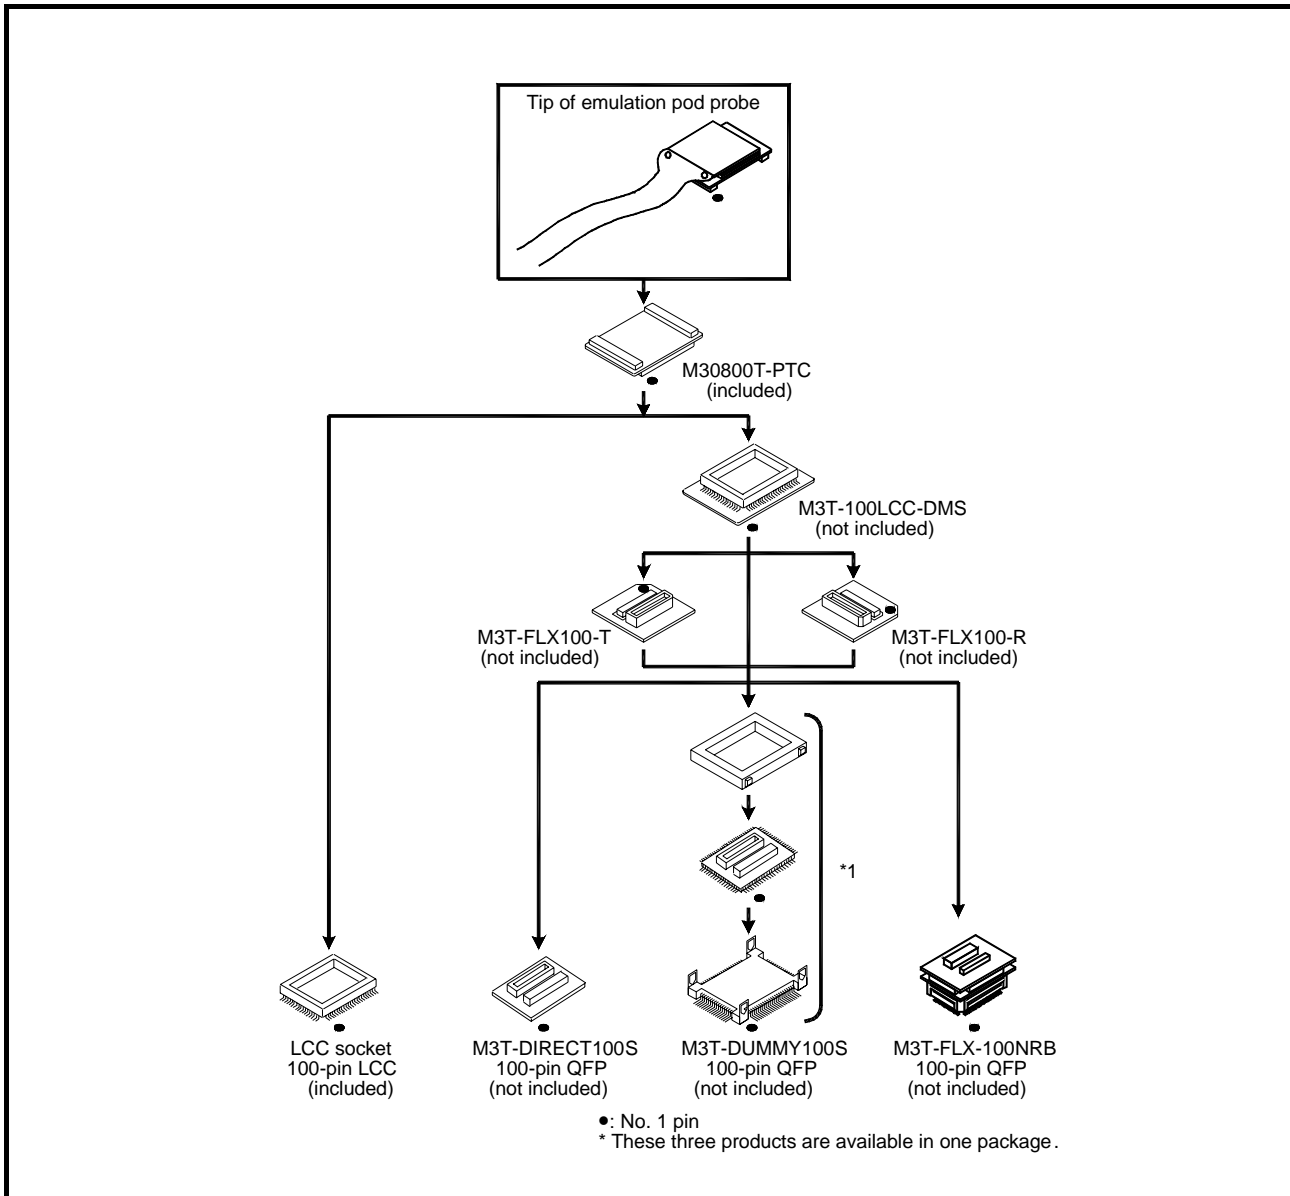 Tip of emulation pod probe
M30800T-PTC
(included)
M3T-100LCC-DMS
(not included)
M3T-FLX100-T
(not included)
M3T-FLX100-R
(not included)
*1
LCC socket
100-pin LCC
(included)
M3T-DIRECT100S
100-pin QFP
(not included)
M3T-DUMMY100S
100-pin QFP
(not included)
M3T-FLX-100NRB
100-pin QFP
(not included)
●: No. 1 pin
* These three products are available in one package.